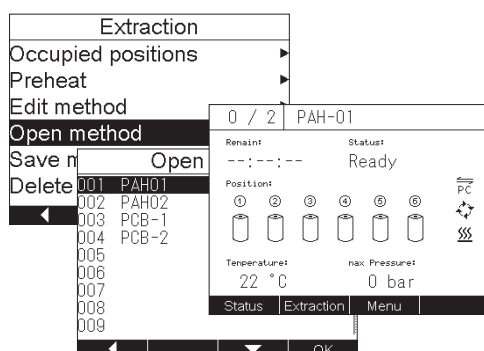 Extraction
Occupied positions
Preheat
Edit method
Open method
Save m
Delete
Open
001 PAH01
002 PAH02
003 PCB-1
004 PCB-2
005
006
007
008
009
OK
0 / 2 PAH-01
Remain: Status:
--:--:-- Ready
Position:
① ② ③ ④ ⑤ ⑥
PC
Temperature: max Pressure:
22 °C 0 bar
Status Extraction Menu